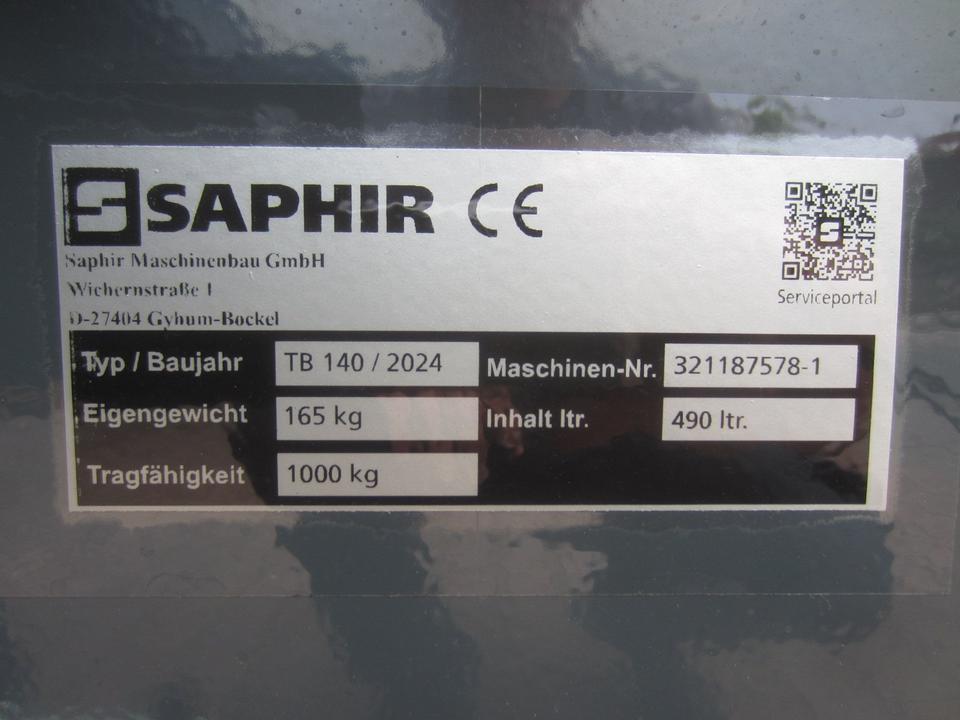 SAPHIR CE
Saphir Maschinenbau GmbH
Wichernstraße 1
D-27404 Gyhum-Bockel
Serviceportal
Typ / Baujahr TB 140 / 2024 Maschinen-Nr. 321187578-1
Eigengewicht 165 kg Inhalt ltr. 490 ltr.
Tragfähigkeit 1000 kg